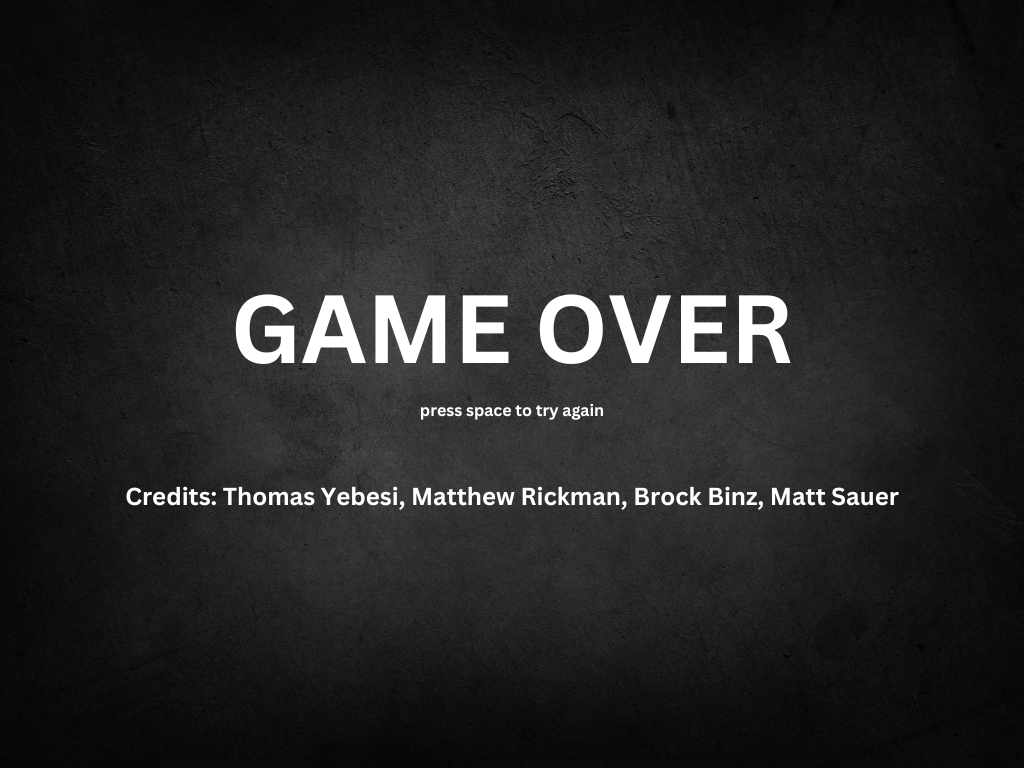 GAME OVER
press space to try again
Credits: Thomas Yebesi, Matthew Rickman, Brock Binz, Matt Sauer